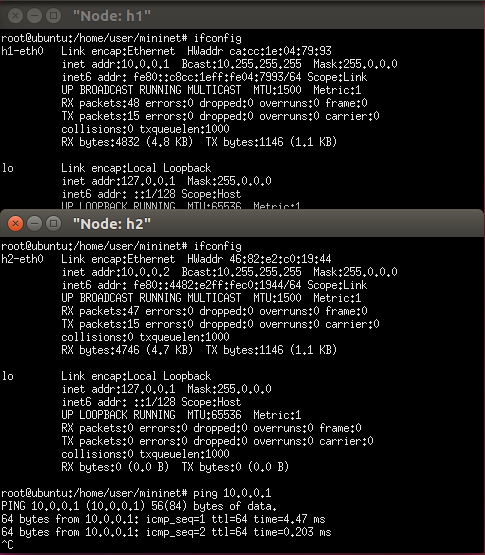 "Node: h1"
root@ubuntu:/home/user/mininet# ifconfig
h1-eth0   Link encap:Ethernet  HWaddr ca:cc:1e:04:79:93
          inet addr:10.0.0.1  Bcast:10.255.255.255  Mask:255.0.0.0
          inet6 addr: fe80::c8cc:1eff:fe04:7993/64 Scope:Link
          UP BROADCAST RUNNING MULTICAST  MTU:1500  Metric:1
          RX packets:48 errors:0 dropped:0 overruns:0 frame:0
          TX packets:15 errors:0 dropped:0 overruns:0 carrier:0
          collisions:0 txqueuelen:1000
          RX bytes:4832 (4.8 KB)  TX bytes:1146 (1.1 KB)
lo        Link encap:Local Loopback
          inet addr:127.0.0.1  Mask:255.0.0.0
          inet6 addr: ::1/128 Scope:Host
          UP LOOPBACK RUNNING  MTU:65536  Metric:1
"Node: h2"
root@ubuntu:/home/user/mininet# ifconfig
h2-eth0   Link encap:Ethernet  HWaddr 46:82:e2:c0:19:44
          inet addr:10.0.0.2  Bcast:10.255.255.255  Mask:255.0.0.0
          inet6 addr: fe80::4482:e2ff:fec0:1944/64 Scope:Link
          UP BROADCAST RUNNING MULTICAST  MTU:1500  Metric:1
          RX packets:47 errors:0 dropped:0 overruns:0 frame:0
          TX packets:15 errors:0 dropped:0 overruns:0 carrier:0
          collisions:0 txqueuelen:1000
          RX bytes:4746 (4.7 KB)  TX bytes:1146 (1.1 KB)
lo        Link encap:Local Loopback
          inet addr:127.0.0.1  Mask:255.0.0.0
          inet6 addr: ::1/128 Scope:Host
          UP LOOPBACK RUNNING  MTU:65536  Metric:1
          RX packets:0 errors:0 dropped:0 overruns:0 frame:0
          TX packets:0 errors:0 dropped:0 overruns:0 carrier:0
          collisions:0 txqueuelen:0
          RX bytes:0 (0.0 B)  TX bytes:0 (0.0 B)
root@ubuntu:/home/user/mininet# ping 10.0.0.1
PING 10.0.0.1 (10.0.0.1) 56(84) bytes of data.
64 bytes from 10.0.0.1: icmp_seq=1 ttl=64 time=4.47 ms
64 bytes from 10.0.0.1: icmp_seq=2 ttl=64 time=0.203 ms
^C